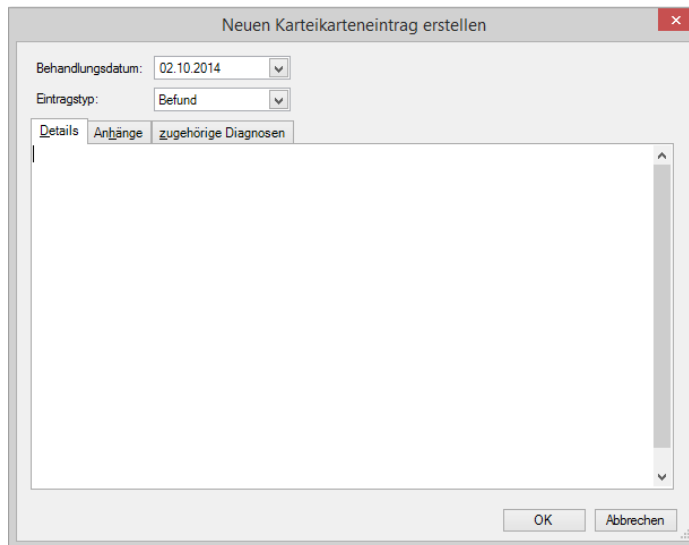 Neuen Karteikarteneintrag erstellen
Behandlungsdatum: 02.10.2014
Eintragstyp: Befund
Details Anhänge zugehörige Diagnosen
OK Abbrechen